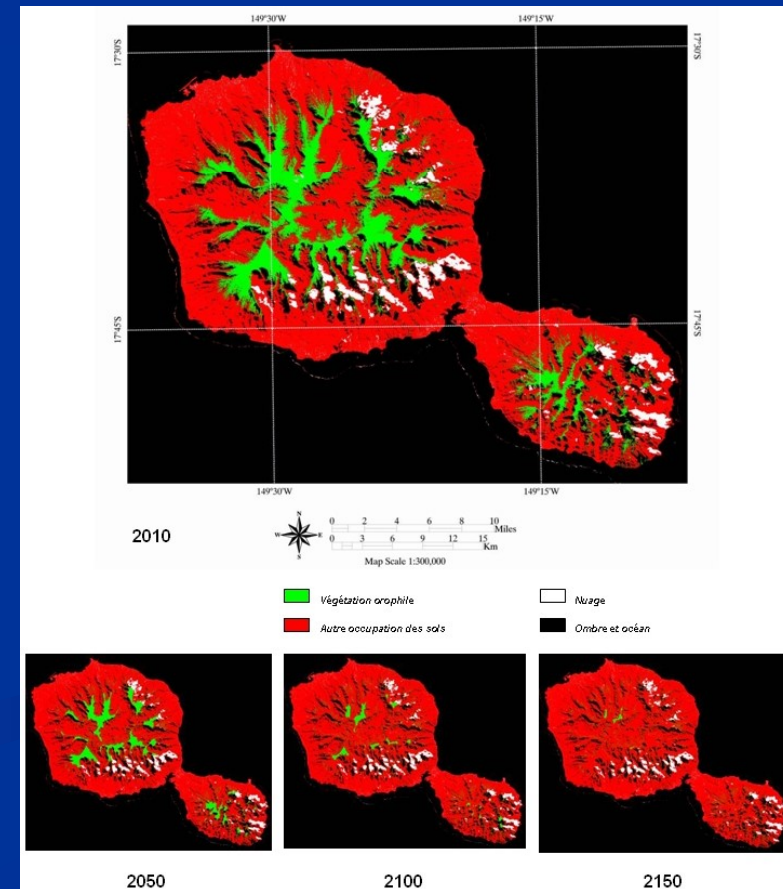 149°30'W 149°15'W
17°30'S 17°30'S
17°45'S 17°45'S
149°30'W 149°15'W
2010
N
W E
S
0 2 4 6 8 10
Miles
0 3 6 9 12 15
Km
Map Scale 1:300,000
Végétation orophile Nuage
Autre occupation des sols Ombre et océan
2050 2100 2150